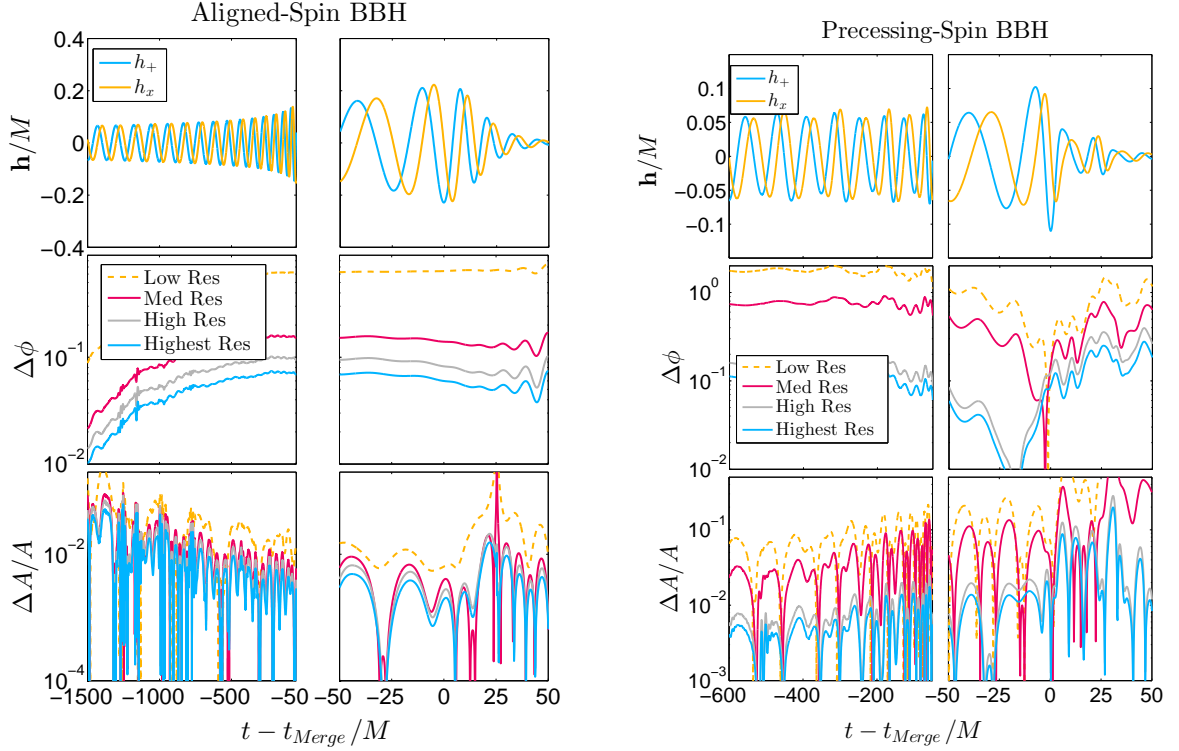 Aligned-Spin BBH
0.4
0.2
0
−0.2
−0.4
h/M
h+
hx
Low Res
Med Res
High Res
Highest Res
10⁻¹
10⁻²
Δϕ
10⁻²
10⁻⁴
ΔA/A
−1500 −1000 −500 −50
−50 −25 0 25 50
t − tMerge/M
Precessing-Spin BBH
0.1
0.05
0
−0.05
−0.1
h/M
h+
hx
10⁰
10⁻¹
10⁻²
Δϕ
Low Res
Med Res
High Res
Highest Res
10⁻¹
10⁻²
10⁻³
ΔA/A
−600 −400 −200
−50 −25 0 25 50
t − tMerge/M